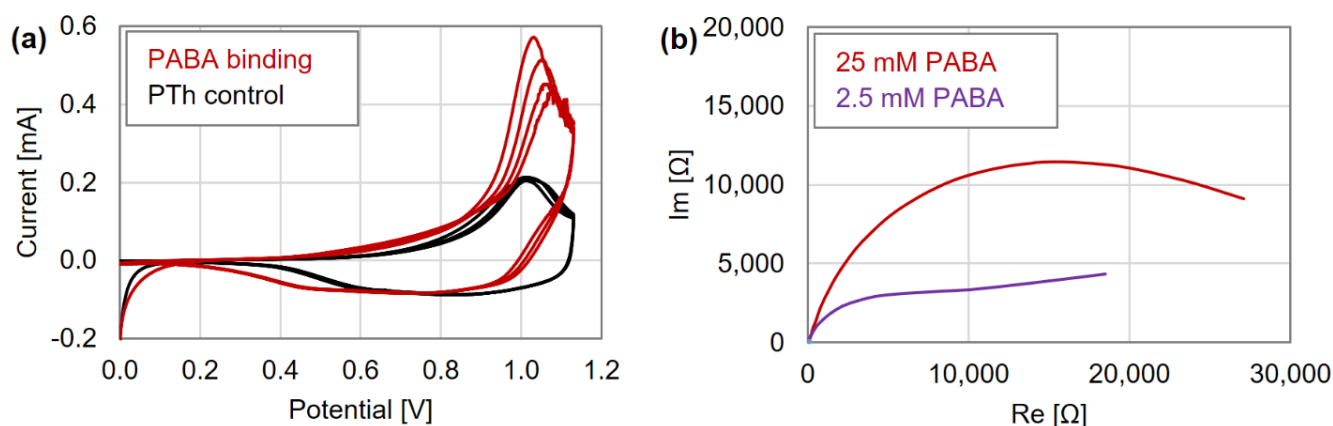 (a)
PABA binding
PTh control
Current [mA]
0.6
0.4
0.2
0.0
-0.2
0.0 0.2 0.4 0.6 0.8 1.0 1.2
Potential [V]
(b)
25 mM PABA
2.5 mM PABA
Im [Ω]
20,000
15,000
10,000
5,000
0
0 10,000 20,000 30,000
Re [Ω]